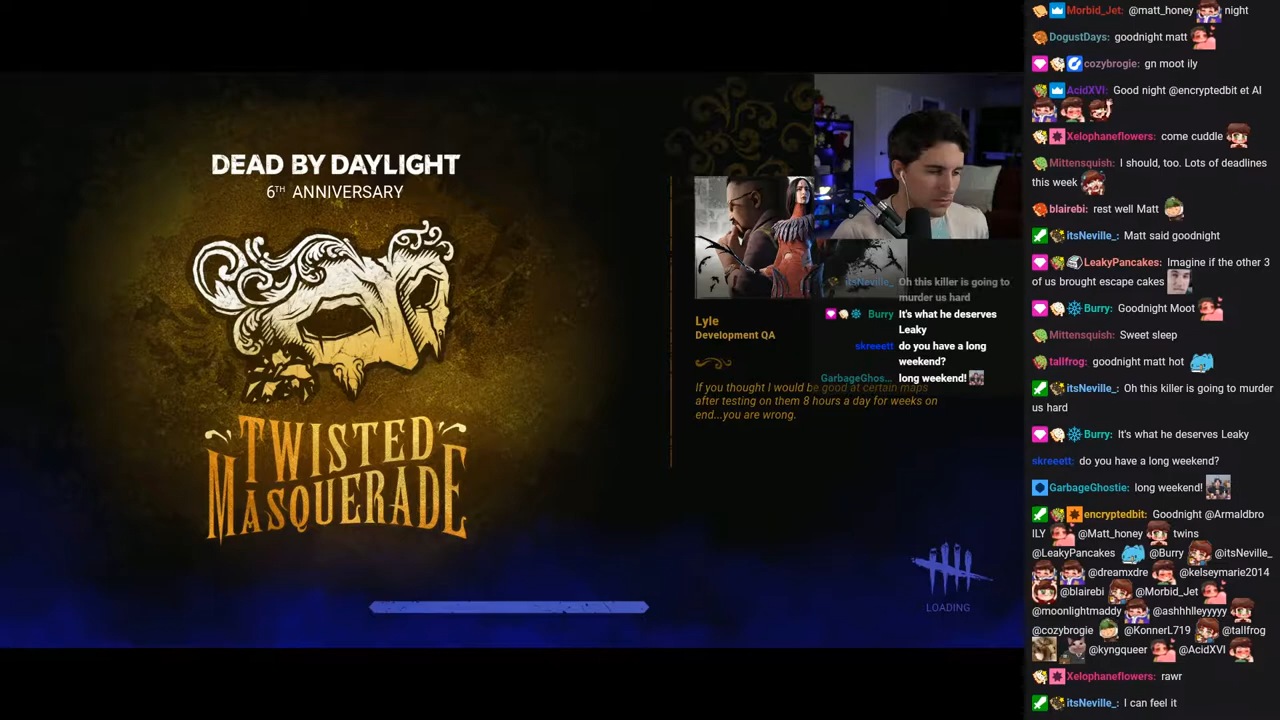 DEAD BY DAYLIGHT
6TH ANNIVERSARY
TWISTED
MASQUERADE
Lyle
Development QA
If you thought I would be good at certain maps
after testing on them 8 hours a day for weeks on
end...you are wrong.
LOADING
itsNeville_ Oh this killer is going to
murder us hard
Burry It's what he deserves
Leaky
skreeett do you have a long
weekend?
GarbageGhos... long weekend!
Morbid_Jet: @matt_honey night
DogustDays: goodnight matt
cozybrogie: gn moot ily
AcidXVI: Good night @encryptedbit et Al
Xelophaneflowers: come cuddle
Mittensquish: I should, too. Lots of deadlines
this week
blairebi: rest well Matt
itsNeville_: Matt said goodnight
LeakyPancakes: Imagine if the other 3
of us brought escape cakes
Burry: Goodnight Moot
Mittensquish: Sweet sleep
tallfrog: goodnight matt hot
itsNeville_: Oh this killer is going to murder
us hard
Burry: It's what he deserves Leaky
skreeett: do you have a long weekend?
GarbageGhostie: long weekend!
encryptedbit: Goodnight @Armaldbro
ILY @Matt_honey twins
@LeakyPancakes @Burry @itsNeville_
@dreamxdre @kelseymarie2014
@blairebi @Morbid_Jet
@moonlightmaddy @ashhhlleyyyyy
@cozybrogie @KonnerL719 @tallfrog
@kyngqueer @AcidXVI
Xelophaneflowers: rawr
itsNeville_: I can feel it